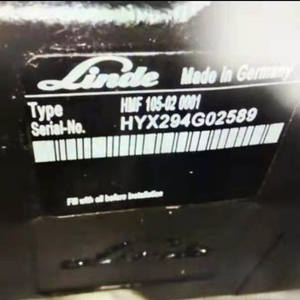 Linde Made in Germany
Type HMF 105-02 0001
Serial-No. HYX294G02589
Fill with oil before Installation